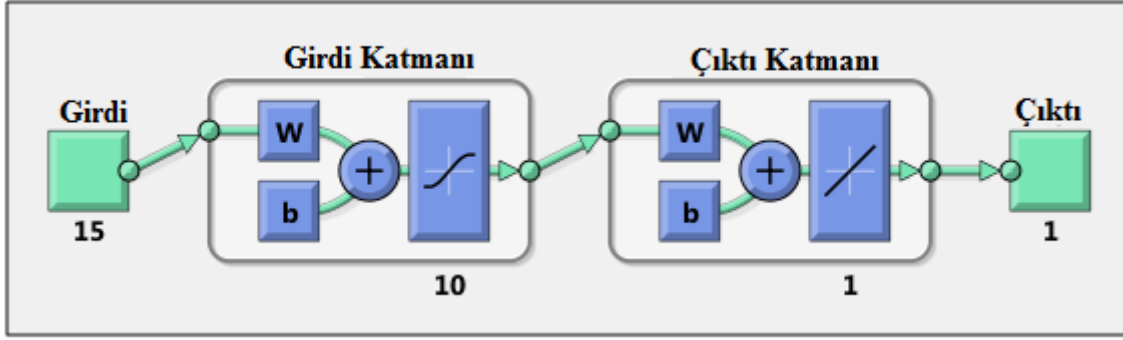 Girdi Katmanı
Çıktı Katmanı
Girdi
Çıktı
W
W
b
b
15
1
10
1